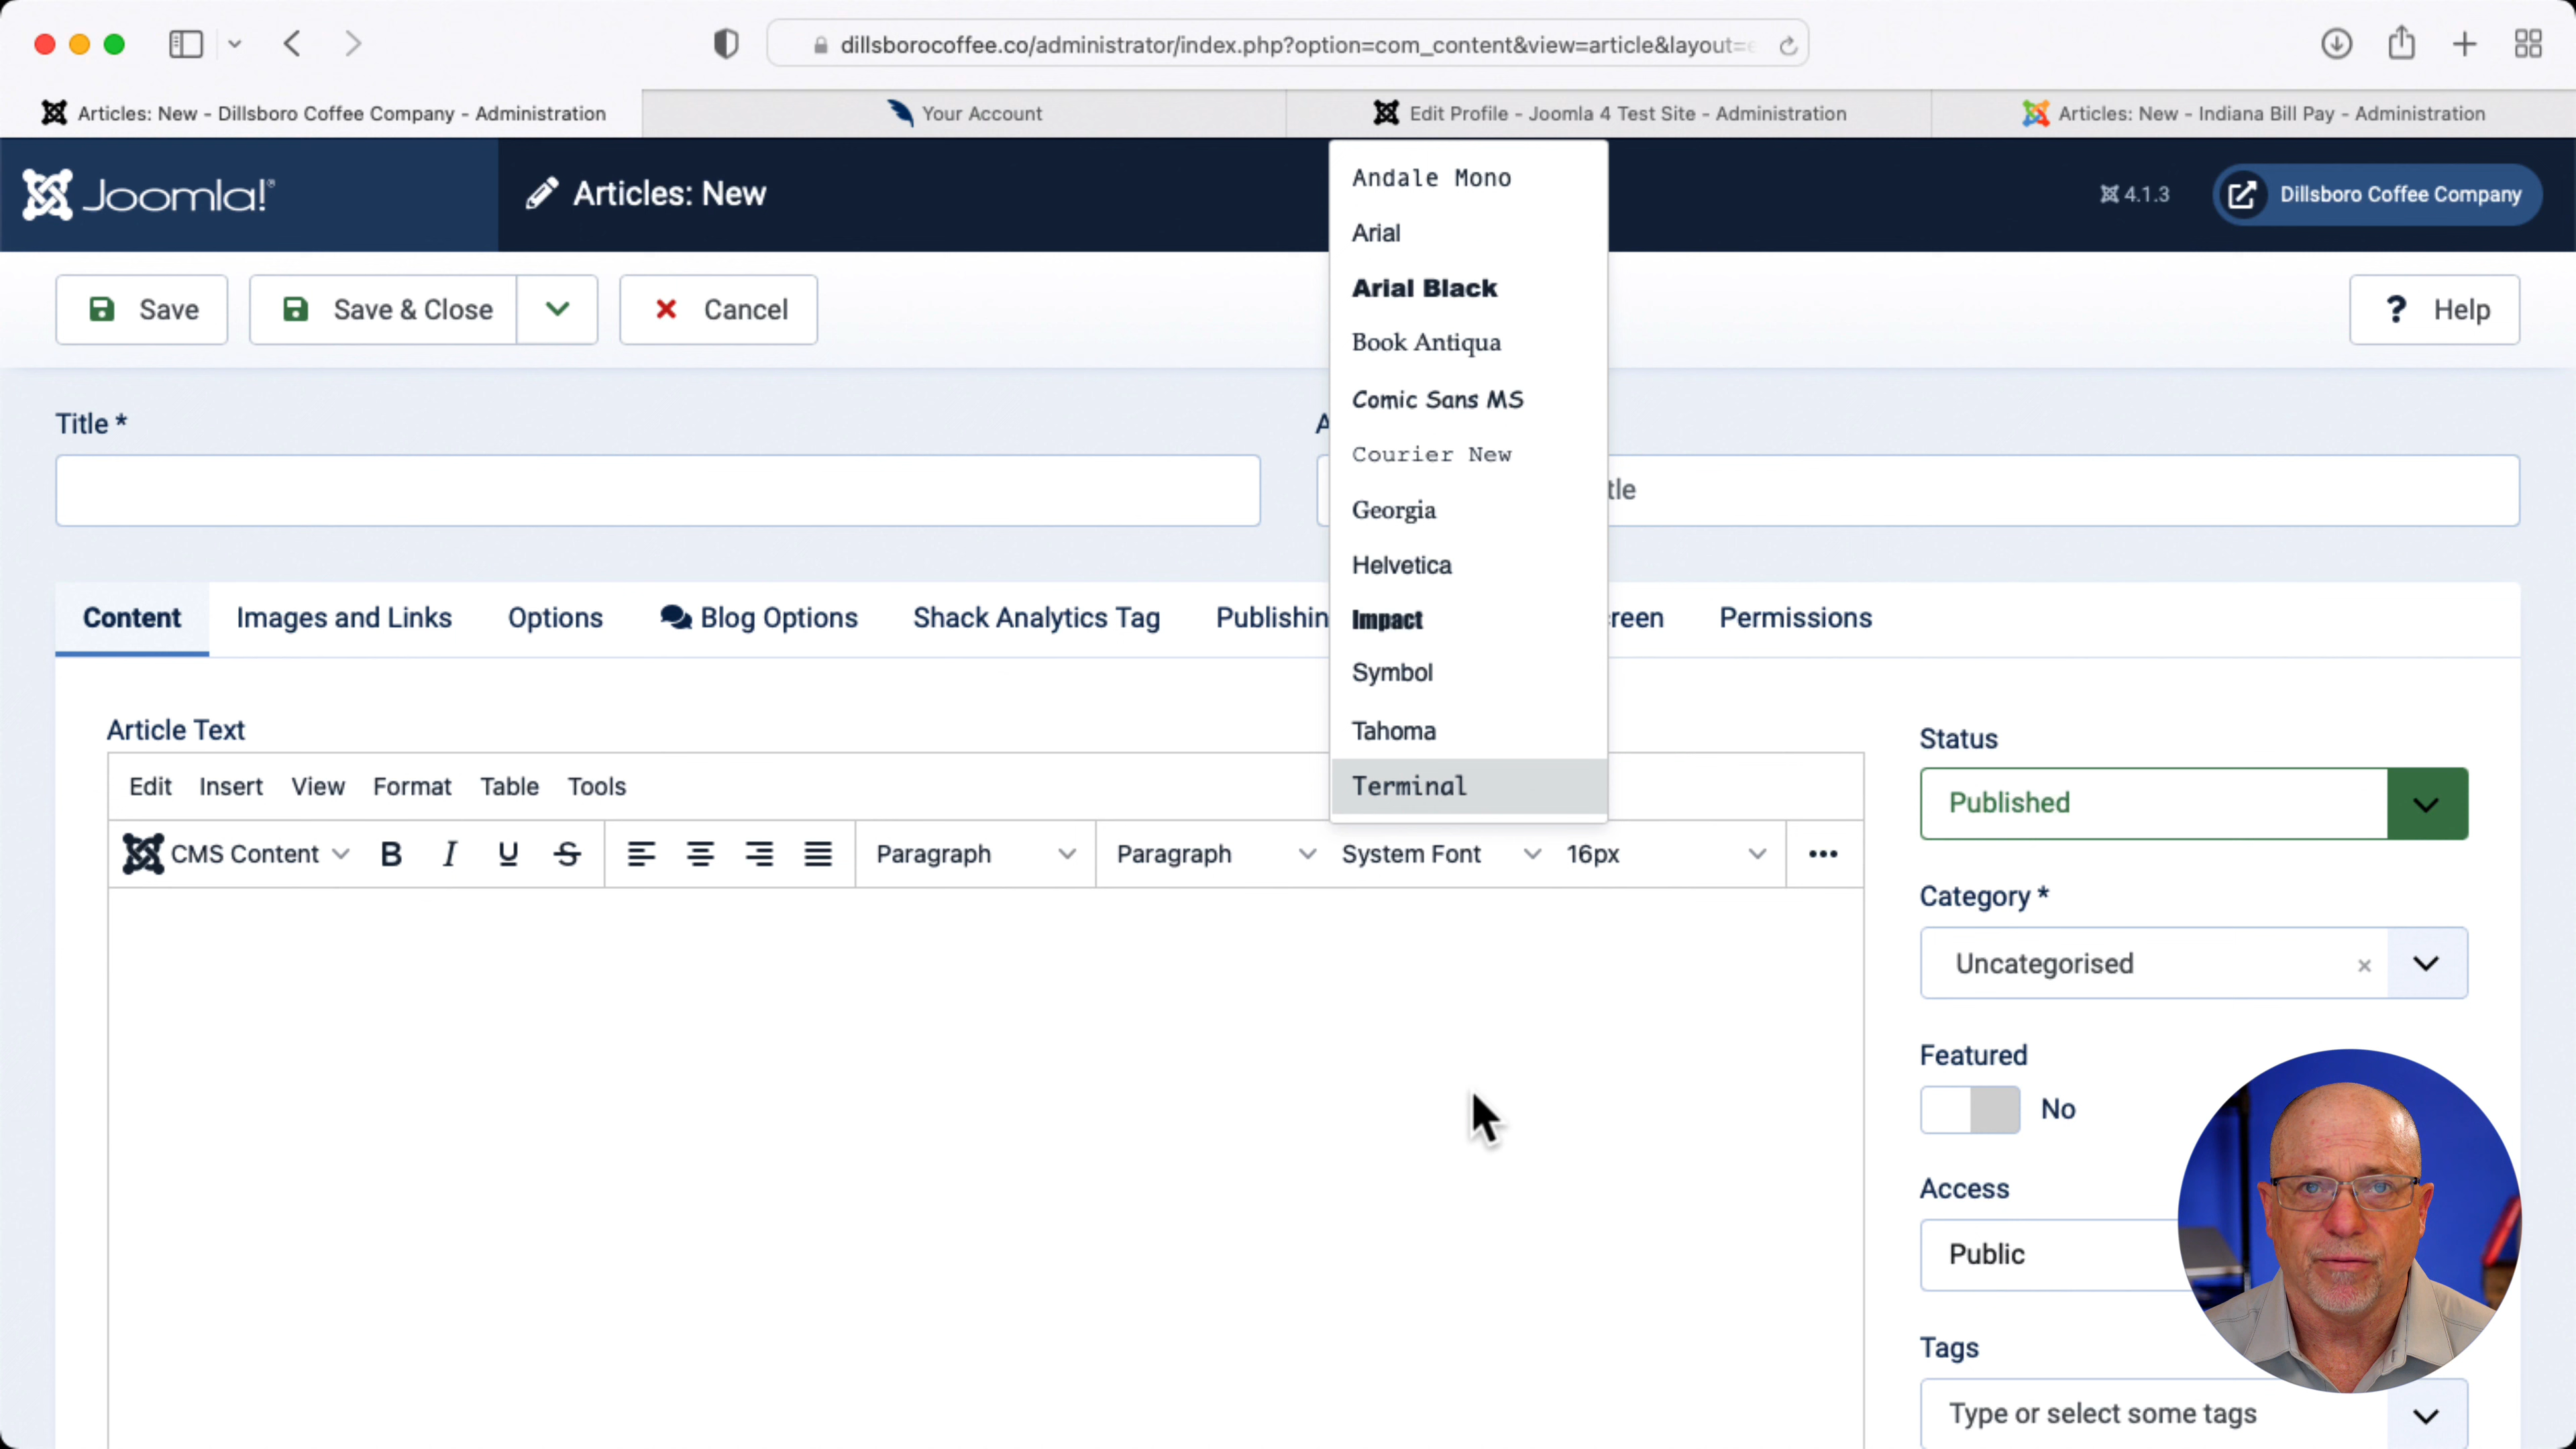 dillsborocoffee.co/administrator/index.php?option=com_content&view=article&layout=e
Articles: New - Dillsboro Coffee Company - Administration
Your Account
Edit Profile - Joomla 4 Test Site - Administration
Articles: New - Indiana Bill Pay - Administration
Joomla!®
Articles: New
4.1.3
Dillsboro Coffee Company
Save
Save & Close
Cancel
? Help
Andale Mono
Arial
Arial Black
Book Antiqua
Comic Sans MS
Courier New
Georgia
Helvetica
Impact
Symbol
Tahoma
Terminal
Title *
A
tle
Content
Images and Links
Options
Blog Options
Shack Analytics Tag
Publishin
reen
Permissions
Article Text
Edit Insert View Format Table Tools
CMS Content B I U S Paragraph Paragraph System Font 16px
Status
Published
Category *
Uncategorised
Featured
No
Access
Public
Tags
Type or select some tags